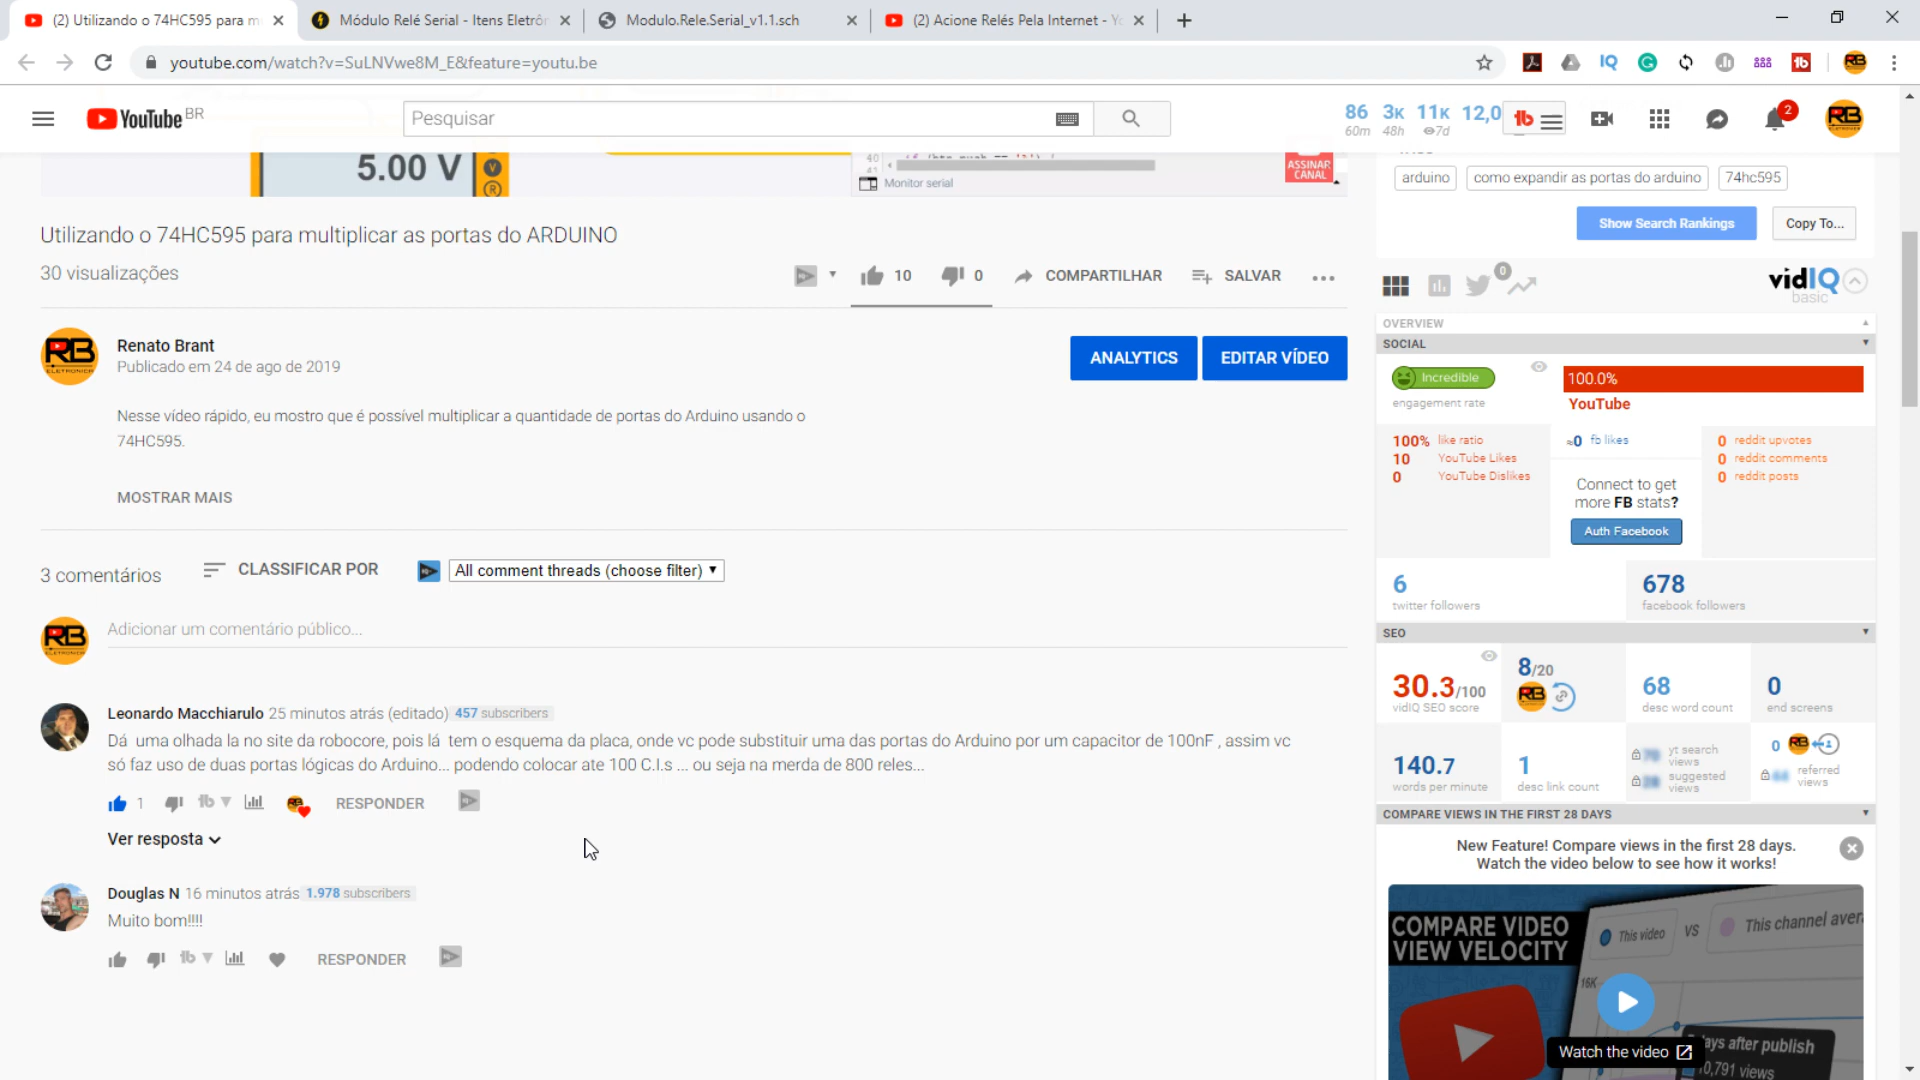 (2) Utilizando o 74HC595 para m
Módulo Relé Serial - Itens Eletrôr
Modulo.Rele.Serial_v1.1.sch
(2) Acione Relés Pela Internet - Yo
youtube.com/watch?v=SuLNVwe8M_E&feature=youtu.be
YouTube BR
Pesquisar
86 3K 11K 12,0
60m 48h 7d
2
5.00 V
V
R
40
41
Monitor serial
ASSINAR
CANAL
arduino
como expandir as portas do arduino
74hc595
Show Search Rankings
Copy To...
Utilizando o 74HC595 para multiplicar as portas do ARDUINO
30 visualizações
10
0
COMPARTILHAR
SALVAR
Renato Brant
Publicado em 24 de ago de 2019
ANALYTICS
EDITAR VÍDEO
Nesse vídeo rápido, eu mostro que é possível multiplicar a quantidade de portas do Arduino usando o
74HC595.
MOSTRAR MAIS
3 comentários
CLASSIFICAR POR
All comment threads (choose filter)
Adicionar um comentário público...
Leonardo Macchiarulo 25 minutos atrás (editado) 457 subscribers
Dá uma olhada la no site da robocore, pois lá tem o esquema da placa, onde vc pode substituir uma das portas do Arduino por um capacitor de 100nF , assim vc
só faz uso de duas portas lógicas do Arduino... podendo colocar ate 100 C.I.s ... ou seja na merda de 800 reles...
1
RESPONDER
Ver resposta
Douglas N 16 minutos atrás 1.978 subscribers
Muito bom!!!!
RESPONDER
0
vidIQ
basic
OVERVIEW
SOCIAL
Incredible
engagement rate
100.0%
YouTube
100% like ratio
10 YouTube Likes
0 YouTube Dislikes
≈0 fb likes
Connect to get
more FB stats?
Auth Facebook
0 reddit upvotes
0 reddit comments
0 reddit posts
6
twitter followers
678
facebook followers
SEO
30.3/100
vidIQ SEO score
8/20
68
desc word count
0
end screens
140.7
words per minute
1
desc link count
yt search
views
suggested
views
0
referred
views
COMPARE VIEWS IN THE FIRST 28 DAYS
New Feature! Compare views in the first 28 days.
Watch the video below to see how it works!
COMPARE VIDEO
VIEW VELOCITY
This video
VS
This channel aver
16K
Watch the video
days after publish
10,791 views